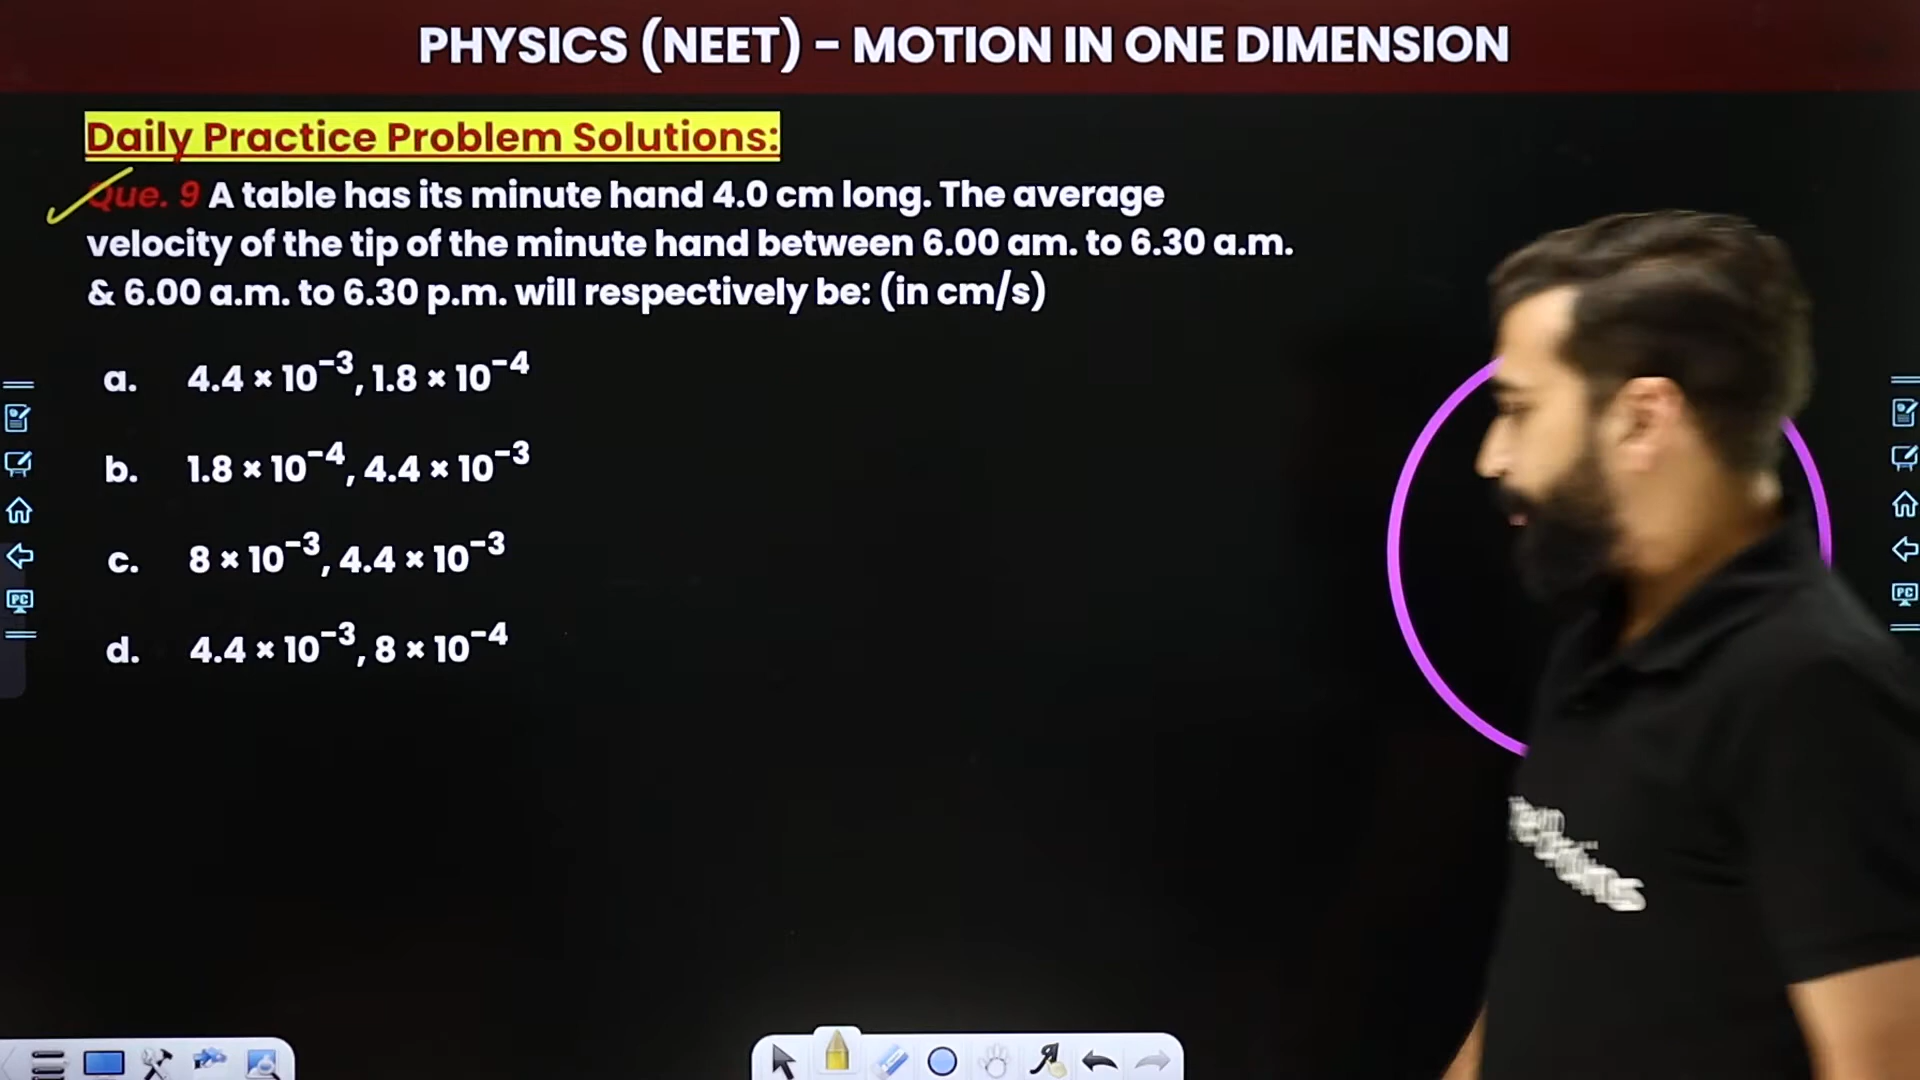 PHYSICS (NEET) - MOTION IN ONE DIMENSION
Daily Practice Problem Solutions:
Que. 9 A table has its minute hand 4.0 cm long. The average
velocity of the tip of the minute hand between 6.00 am. to 6.30 a.m.
& 6.00 a.m. to 6.30 p.m. will respectively be: (in cm/s)
a. 4.4 × 10⁻³, 1.8 × 10⁻⁴
b. 1.8 × 10⁻⁴, 4.4 × 10⁻³
c. 8 × 10⁻³, 4.4 × 10⁻³
d. 4.4 × 10⁻³, 8 × 10⁻⁴
PC
PC